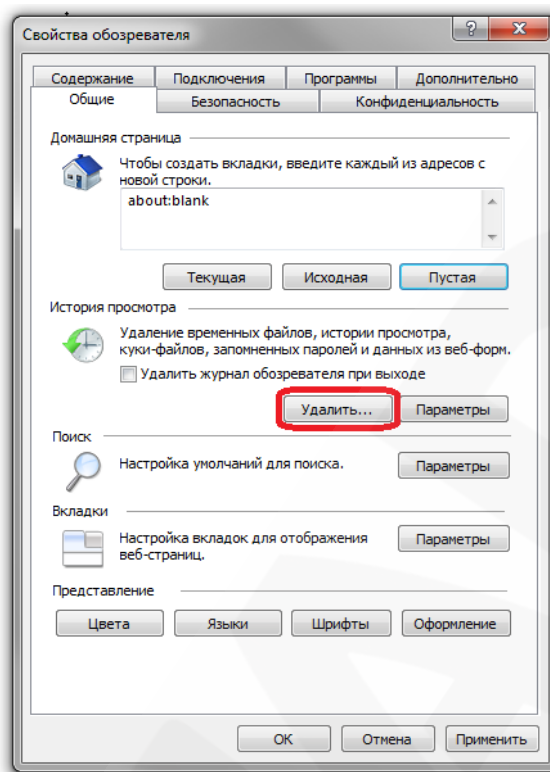 Свойства обозревателя
Содержание Подключения Программы Дополнительно
Общие Безопасность Конфиденциальность
Домашняя страница
Чтобы создать вкладки, введите каждый из адресов с
новой строки.
about:blank
Текущая Исходная Пустая
История просмотра
Удаление временных файлов, истории просмотра,
куки-файлов, запомненных паролей и данных из веб-форм.
Удалить журнал обозревателя при выходе
Удалить... Параметры
Поиск
Настройка умолчаний для поиска.
Параметры
Вкладки
Настройка вкладок для отображения
веб-страниц.
Параметры
Представление
Цвета Языки Шрифты Оформление
OK Отмена Применить